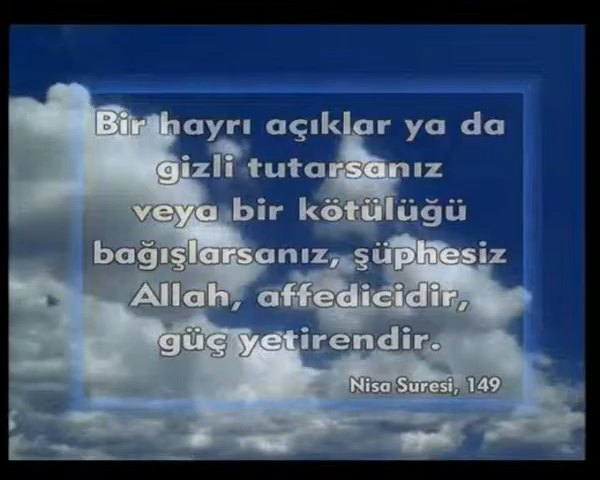 Bir hayrı açıklar ya da
gizli tutarsanız
veya bir kötülüğü
bağışlarsanız, şüphesiz
Allah, affedicidir,
güç yetirendir.
Nisa Suresi, 149